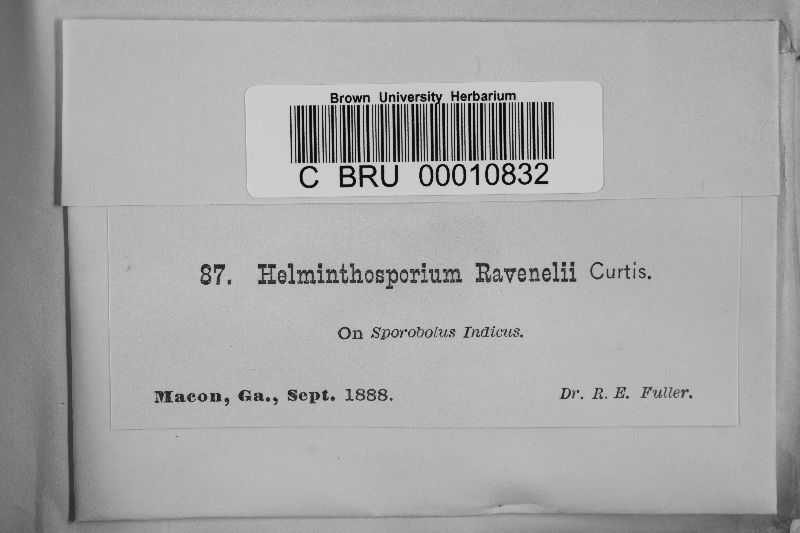 Brown University Herbarium
C BRU 00010832
87. Helminthosporium Ravenelii Curtis.
On Sporobolus Indicus.
Macon, Ga., Sept. 1888. Dr. R. E. Fuller.